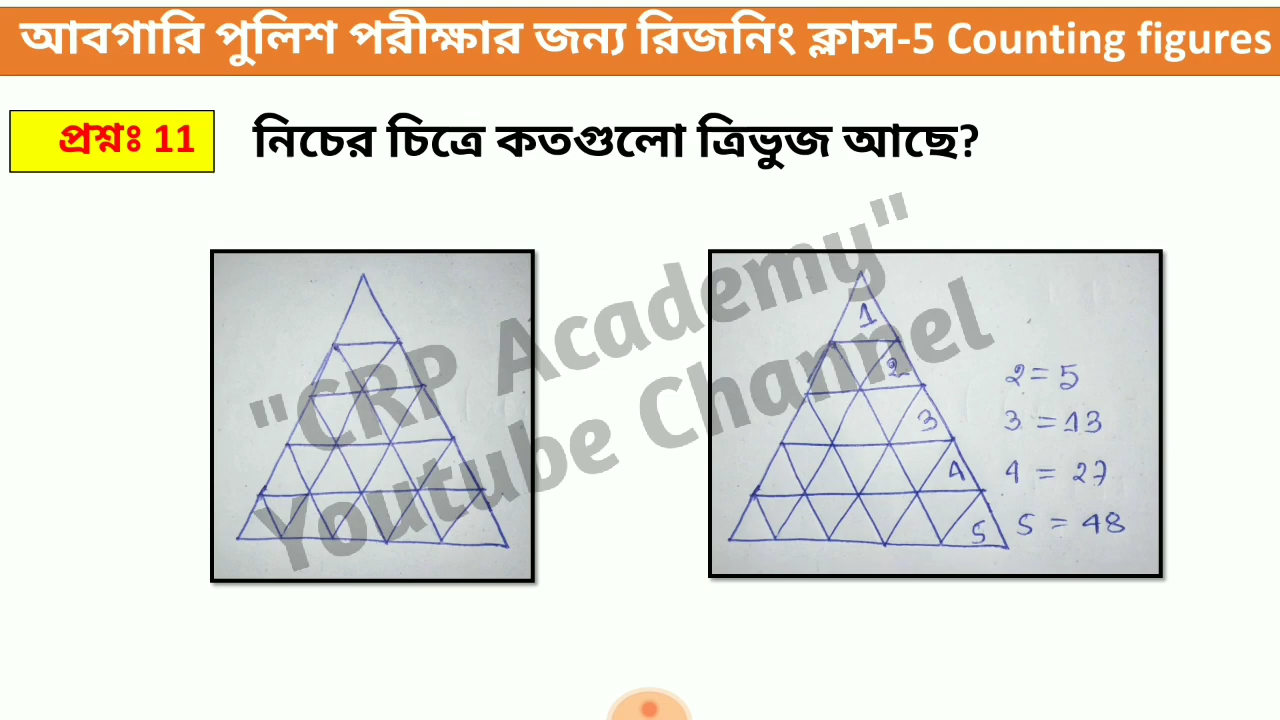 আবগারি পুলিশ পরীক্ষার জন্য রিজনিং ক্লাস-5 Counting figures
প্রশ্নঃ 11
নিচের চিত্রে কতগুলো ত্রিভুজ আছে?
"CRP Academy"
Youtube Channel
1
2
3
4
5
2=5
3=13
4=27
5=48